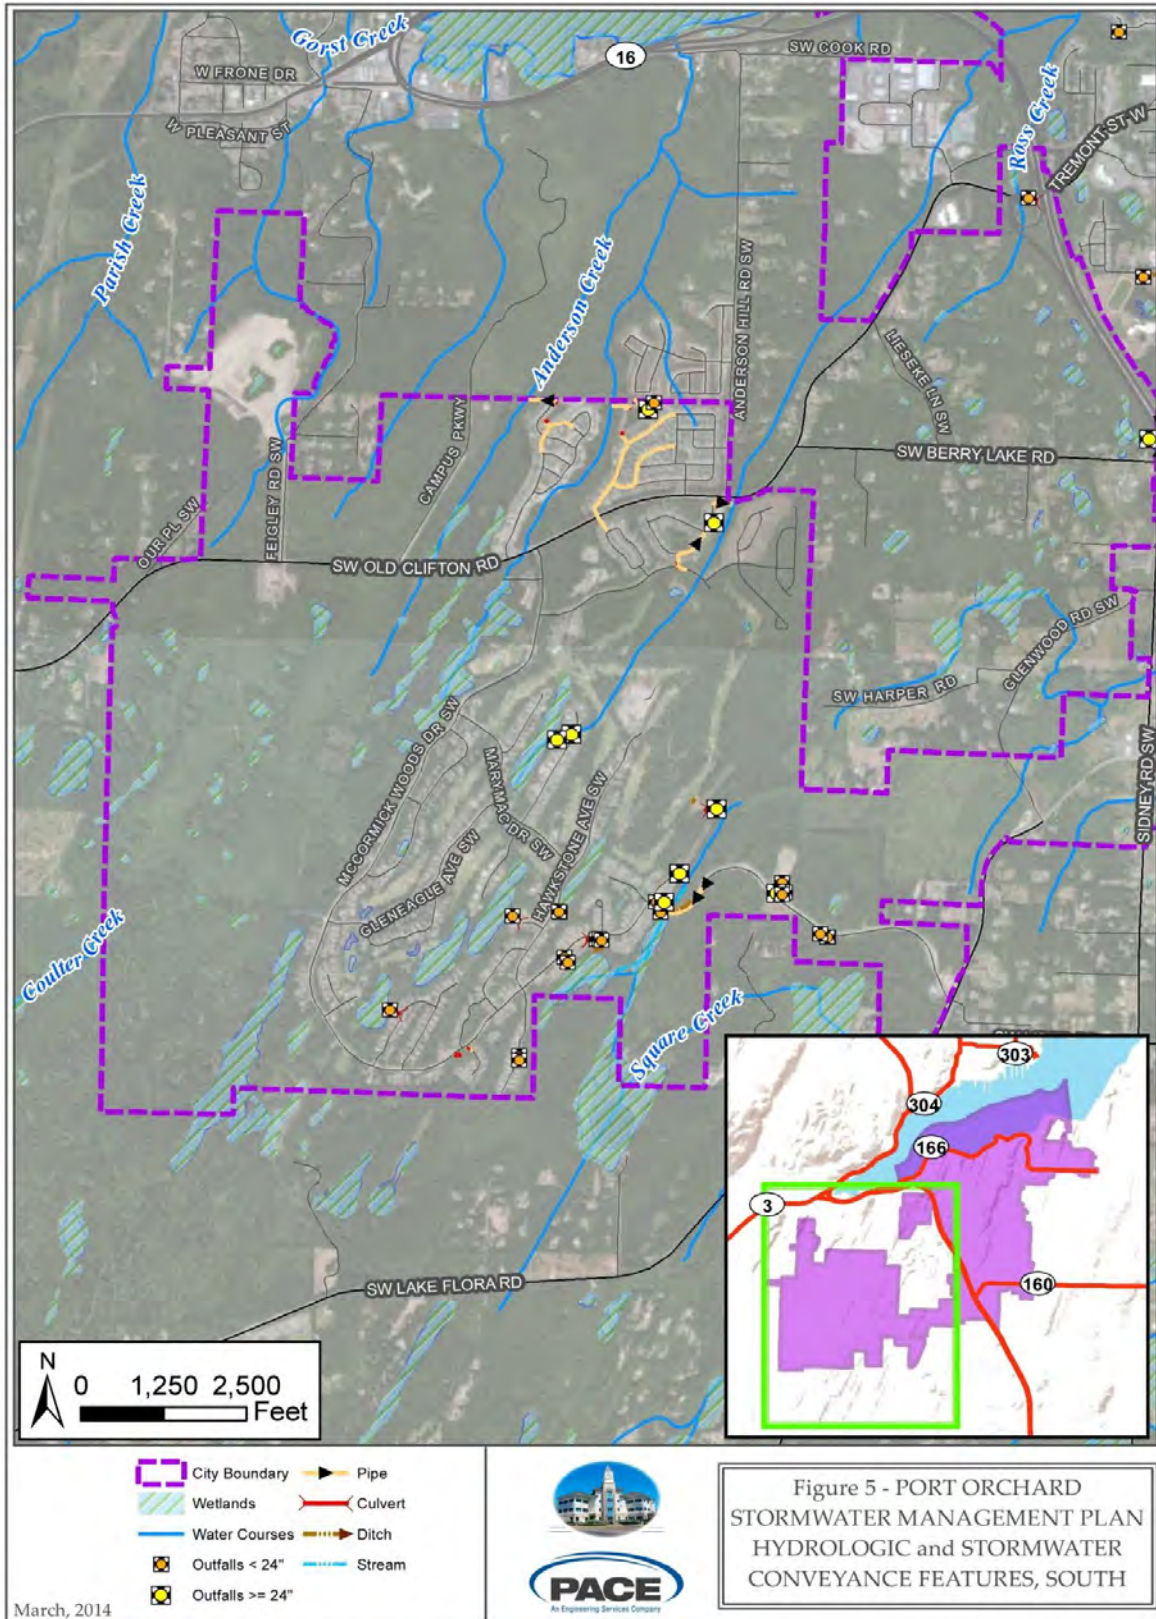 Gorst Creek
16
SW COOK RD
W FRONE DR
W PLEASANT ST
Ross Creek
TREMONT ST W
Parish Creek
Anderson Creek
ANDERSON HILL RD SW
LIESEKE LN SW
CAMPUS PKWY
SW BERRY LAKE RD
FEIGLEY RD SW
OUR PL SW
SW OLD CLIFTON RD
GLENWOOD RD SW
SW HARPER RD
MCCORMICK WOODS DR SW
MARYMAC DR SW
HAWKSTONE AVE SW
GLENEAGLE AVE SW
SIDNEY RD SW
Coulter Creek
Square Creek
SW LAKE FLORA RD
303
304
166
3
160
N
0 1,250 2,500
Feet
City Boundary
Wetlands
Water Courses
Outfalls < 24"
Outfalls >= 24"
Pipe
Culvert
Ditch
Stream
PACE
An Engineering Services Company
Figure 5 - PORT ORCHARD
STORMWATER MANAGEMENT PLAN
HYDROLOGIC and STORMWATER
CONVEYANCE FEATURES, SOUTH
March, 2014